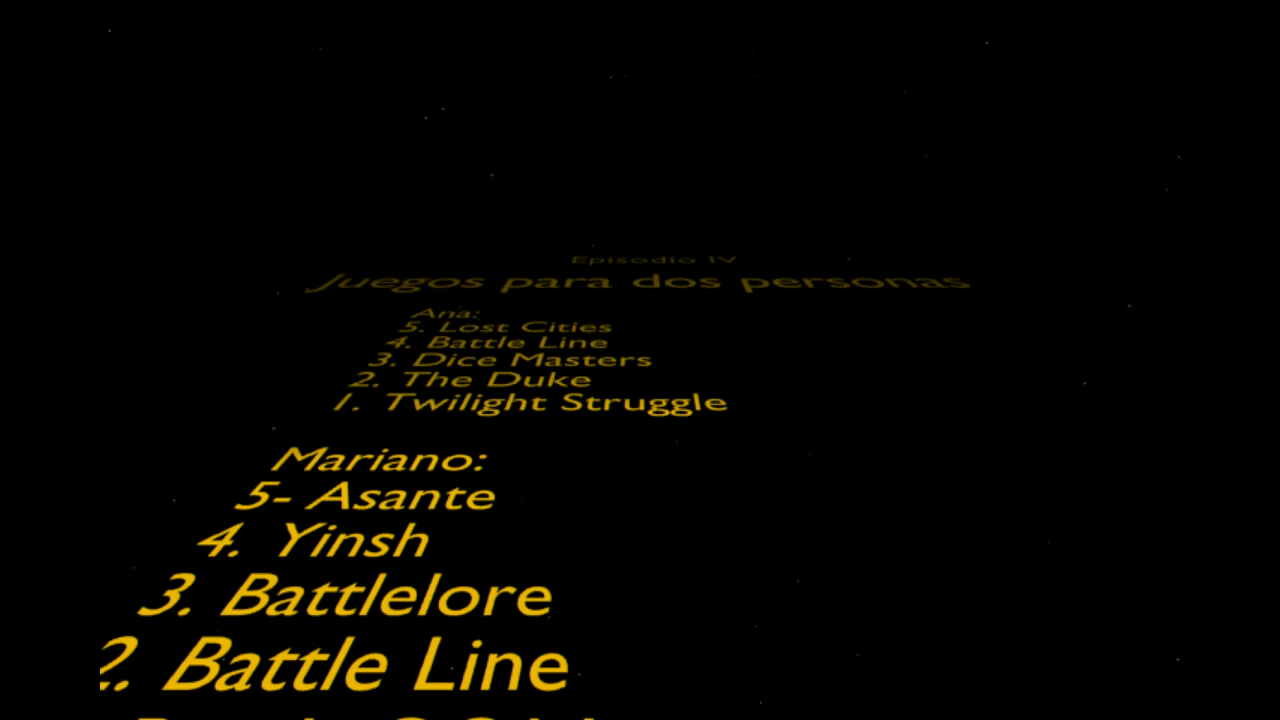 Episodio IV
Juegos para dos personas
Ana:
5. Lost Cities
4. Battle Line
3. Dice Masters
2. The Duke
1. Twilight Struggle
Mariano:
5- Asante
4. Yinsh
3. Battlelore
2. Battle Line